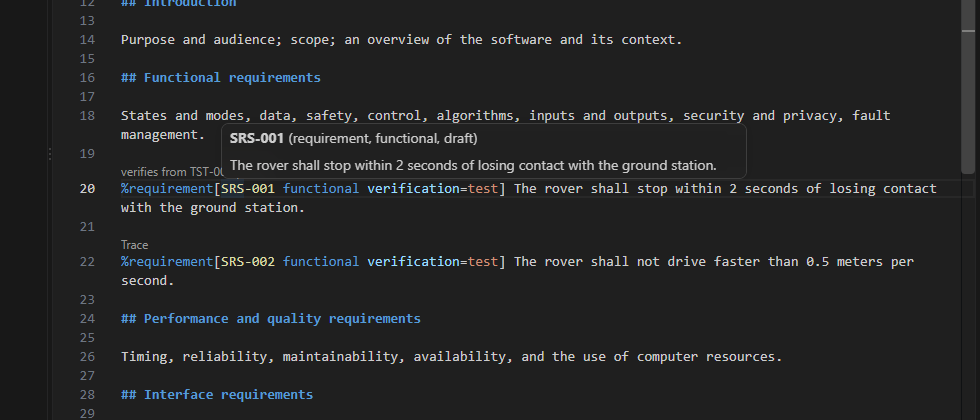 12 ## Introduction
13
14 Purpose and audience; scope; an overview of the software and its context.
15
16 ## Functional requirements
17
18 States and modes, data, safety, control, algorithms, inputs and outputs, security and privacy, fault
management.
SRS-001 (requirement, functional, draft)
The rover shall stop within 2 seconds of losing contact with the ground station.
19
verifies from
20 %requirement[SRS-001 functional verification=test] The rover shall stop within 2 seconds of losing contact
with the ground station.
21
Trace
22 %requirement[SRS-002 functional verification=test] The rover shall not drive faster than 0.5 meters per
second.
23
24 ## Performance and quality requirements
25
26 Timing, reliability, maintainability, availability, and the use of computer resources.
27
28 ## Interface requirements
29